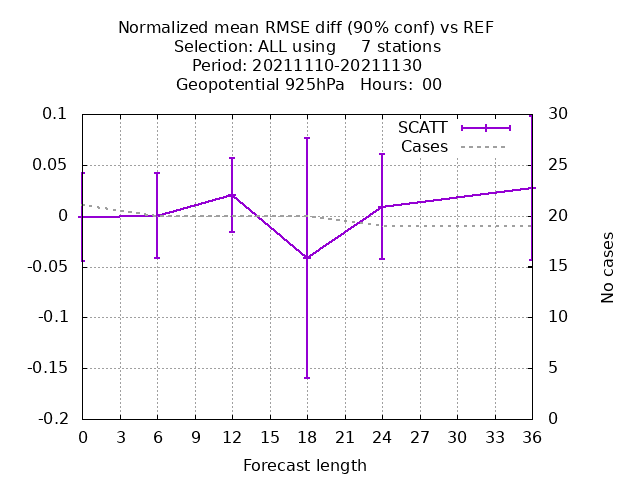 Normalized mean RMSE diff (90% conf) vs REF
Selection: ALL using     7 stations
Period: 20211110-20211130
Geopotential 925hPa   Hours:  00
SCATT
Cases
0.1
0.05
0
-0.05
-0.1
-0.15
-0.2
30
25
20
15
10
5
0
No cases
0 3 6 9 12 15 18 21 24 27 30 33 36
Forecast length